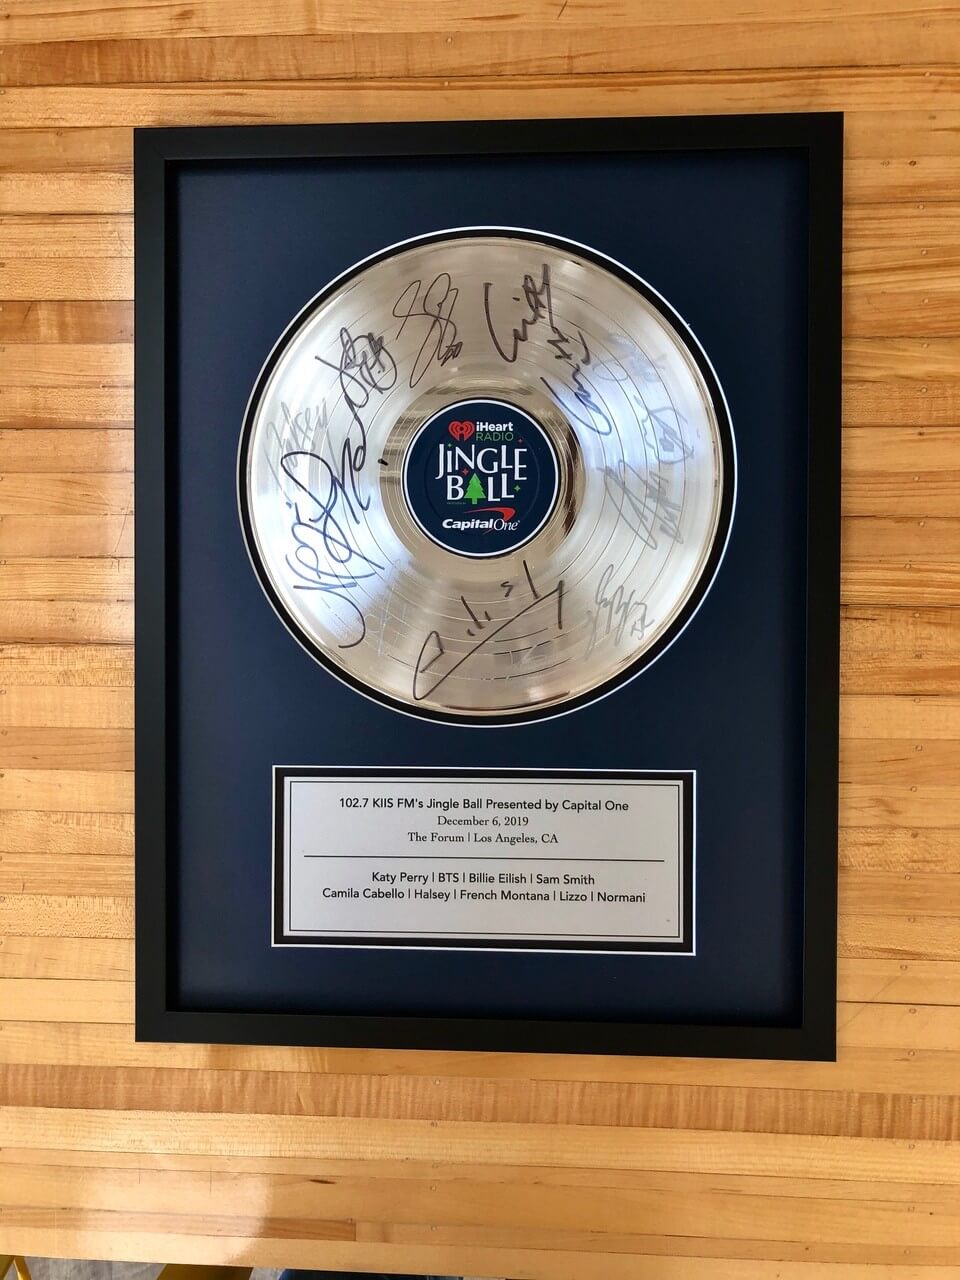 iHeart
RADIO
JiNGLE
BALL
Capital One
102.7 KIIS FM's Jingle Ball Presented by Capital One
December 6, 2019
The Forum | Los Angeles, CA
Katy Perry | BTS | Billie Eilish | Sam Smith
Camila Cabello | Halsey | French Montana | Lizzo | Normani